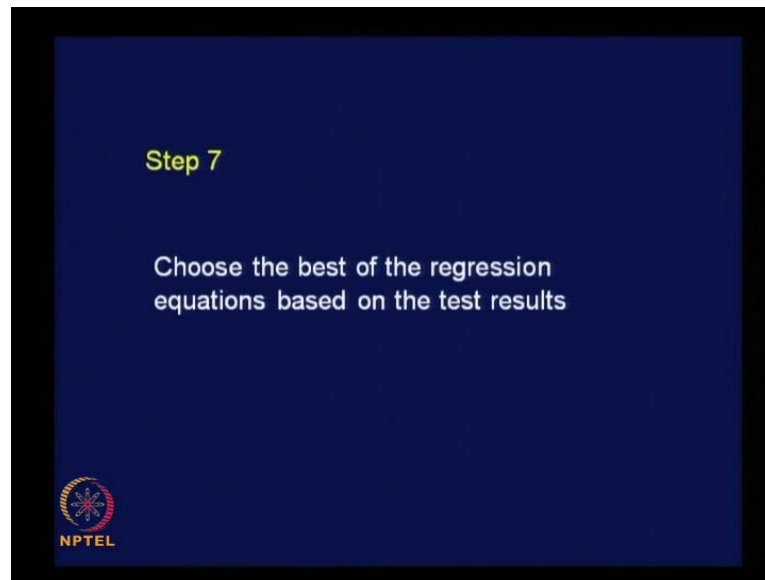 Step 7
Choose the best of the regression
equations based on the test results
NPTEL